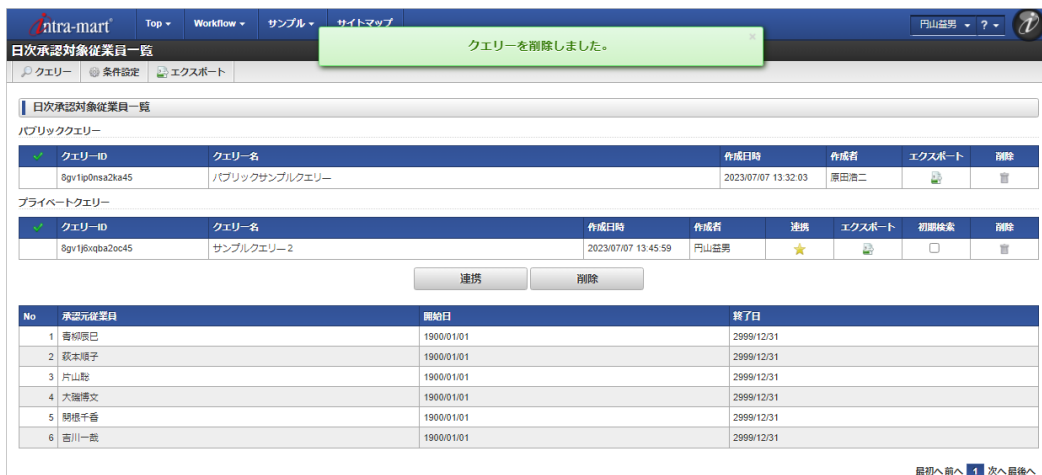 intra-mart Top Workflow サンプル サイトマップ 円山益男 ?
クエリーを削除しました。 ×
日次承認対象従業員一覧
クエリー 条件設定 エクスポート
日次承認対象従業員一覧
パブリッククエリー
クエリーID クエリー名 作成日時 作成者 エクスポート 削除
8gv1ip0nsa2ka45 パブリックサンプルクエリー 2023/07/07 13:32:03 原田浩二
プライベートクエリー
クエリーID クエリー名 作成日時 作成者 連携 エクスポート 初期検索 削除
8gv1j6xqba2oc45 サンプルクエリー2 2023/07/07 13:45:59 円山益男
連携 削除
No 承認元従業員 開始日 終了日
1 青柳辰巳 1900/01/01 2999/12/31
2 萩本順子 1900/01/01 2999/12/31
3 片山聡 1900/01/01 2999/12/31
4 大磯博文 1900/01/01 2999/12/31
5 関根千香 1900/01/01 2999/12/31
6 吉川一哉 1900/01/01 2999/12/31
最初へ 前へ 1 次へ 最後へ